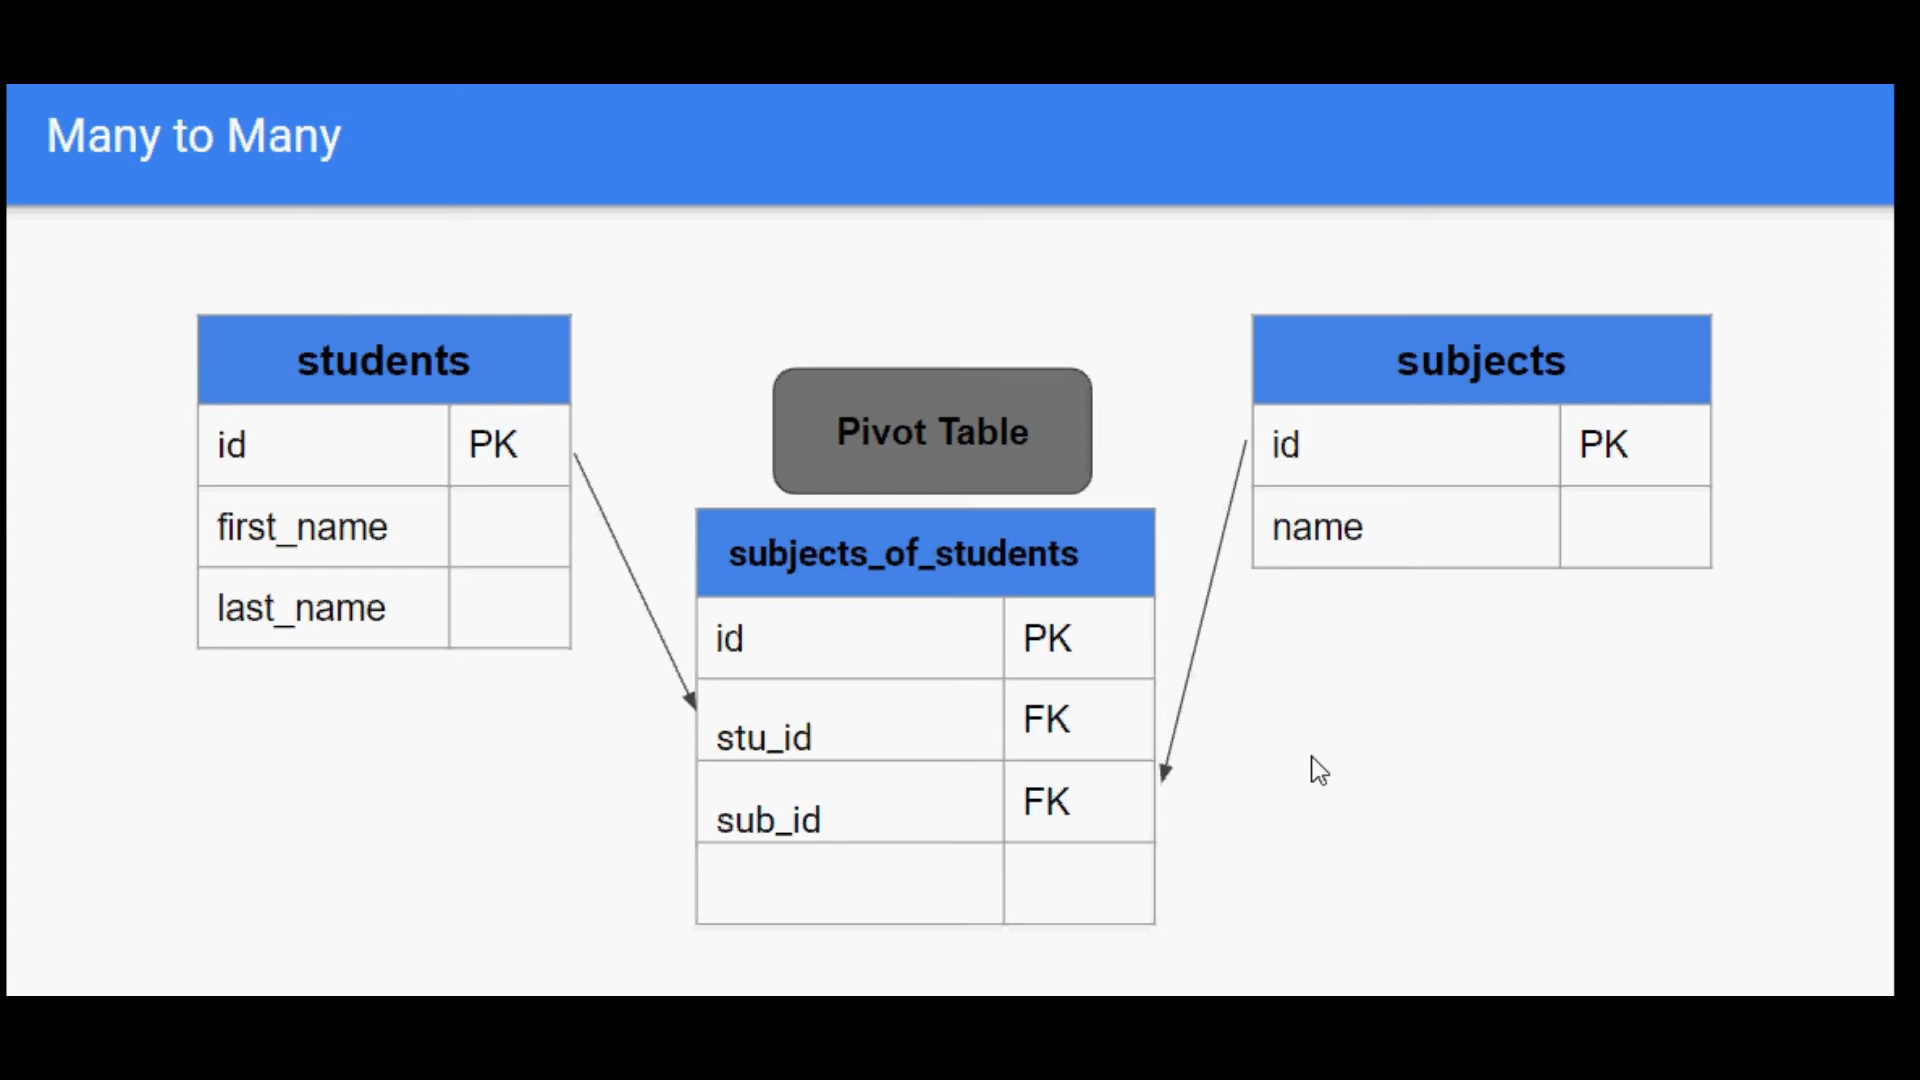 Many to Many
students
id PK
first_name
last_name
Pivot Table
subjects_of_students
id PK
stu_id FK
sub_id FK
subjects
id PK
name